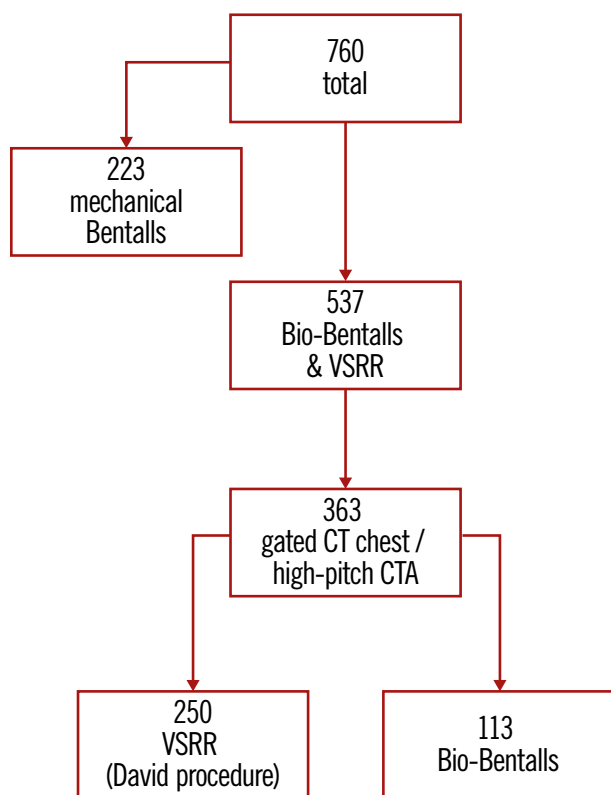 760
total
223
mechanical
Bentalls
537
Bio-Bentalls
& VSRR
363
gated CT chest /
high-pitch CTA
250
VSRR
(David procedure)
113
Bio-Bentalls